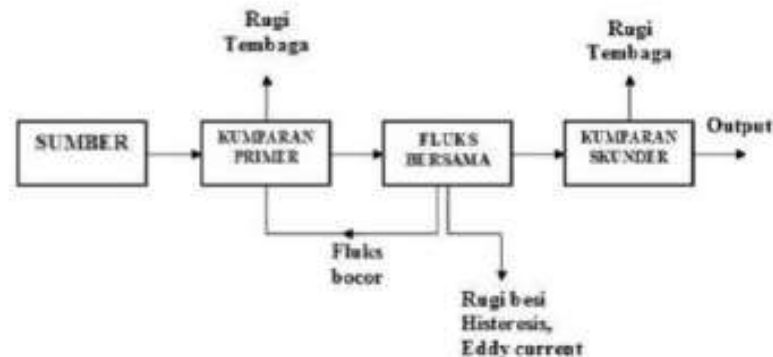 Rugi
Tembaga
Rugi
Tembaga
SUMBER
KUMPARAN
PRIMER
FLUKS
BERSAMA
KUMPARAN
SKUNDER
Output
Fluks
bocor
Rugi besi
Histeresis,
Eddy current